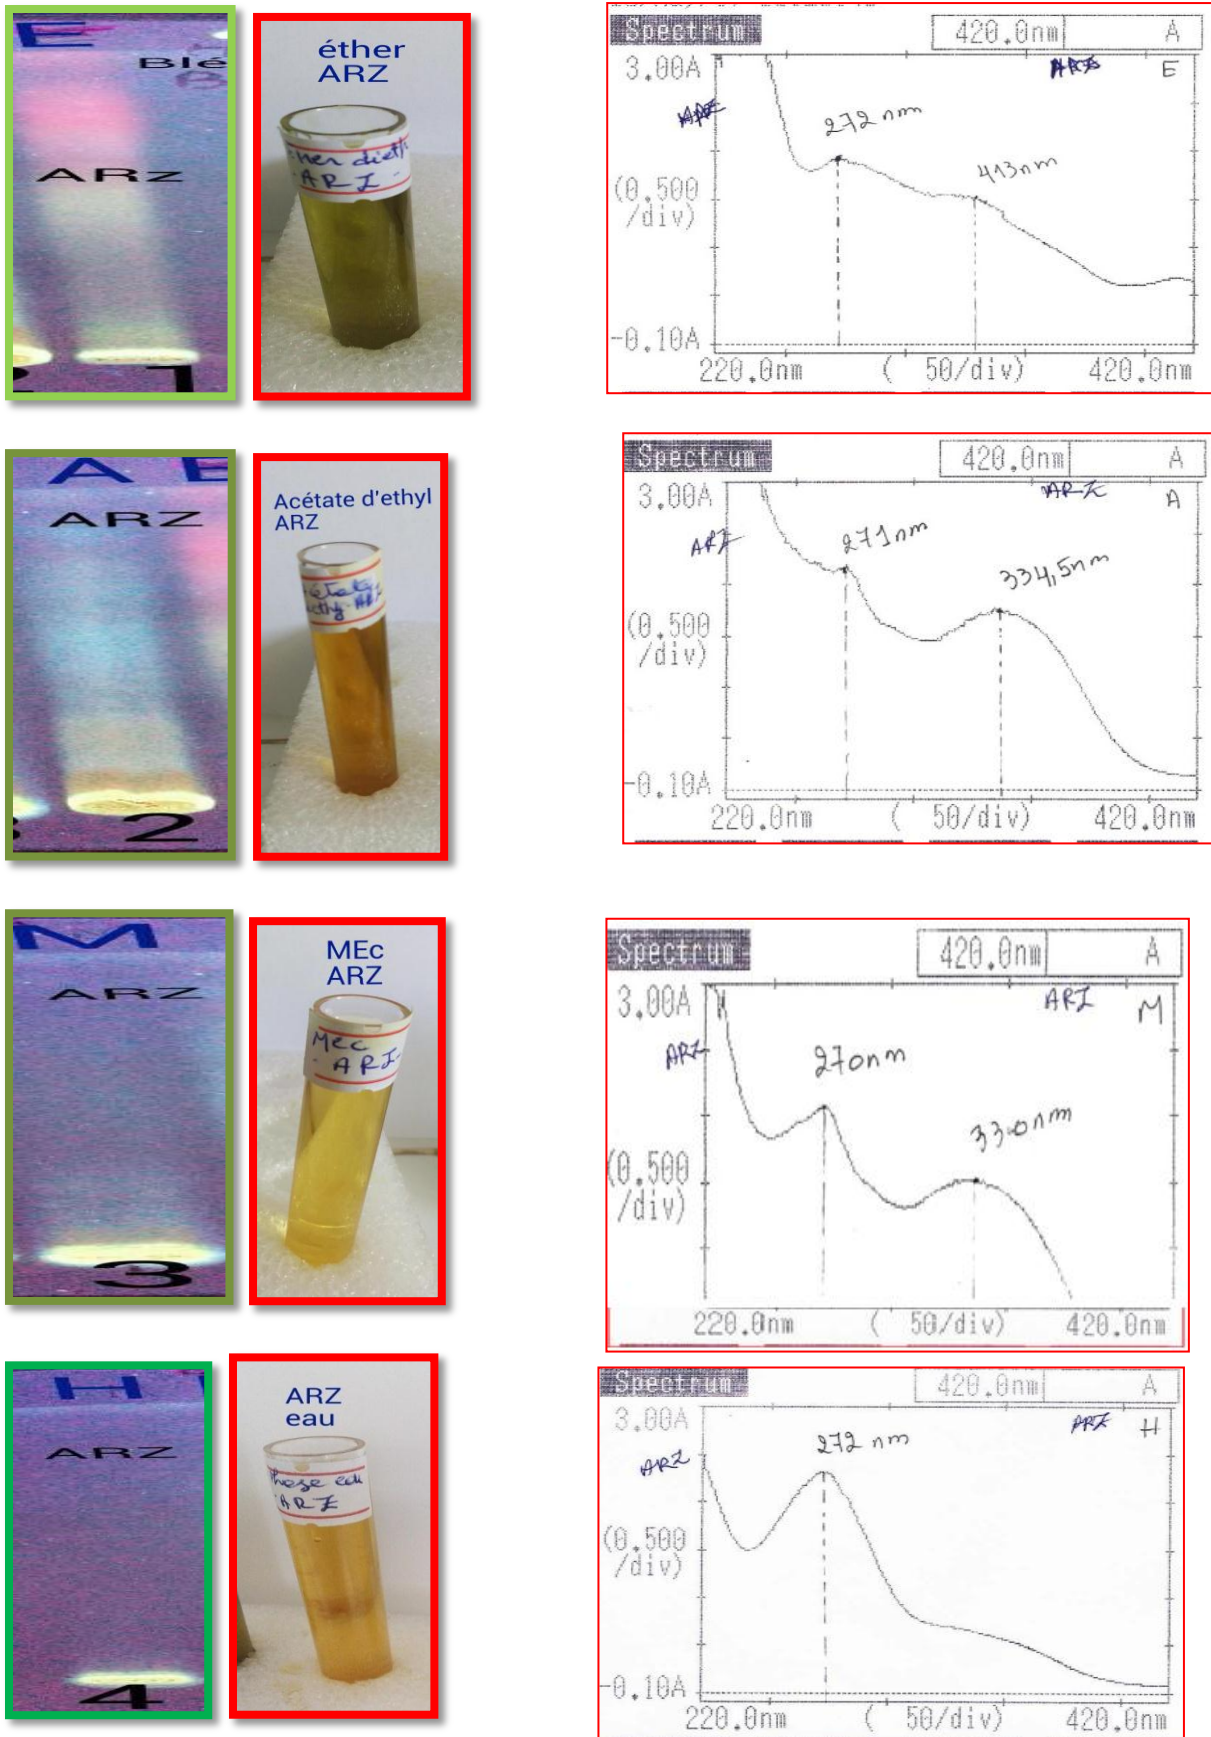 E
Blé
ARZ
1
éther
ARZ
ARZ
Spectrum
420.0nm
A
3.00A
E
272nm
413nm
(0.500
/div)
-0.10A
220.0nm ( 50/div) 420.0nm
A E
ARZ
2
Acétate d'ethyl
ARZ
Spectrum
420.0nm
A
3.00A
ARZ
A
ARZ
271nm
334,5nm
(0.500
/div)
-0.10A
220.0nm ( 50/div) 420.0nm
M
ARZ
3
MEc
ARZ
Mec
ARZ
Spectrum
420.0nm
A
3.00A
ARZ
M
ARZ
270nm
330nm
(0.500
/div)
220.0nm ( 50/div) 420.0nm
H
ARZ
4
ARZ
eau
Phase eau
ARZ
Spectrum
420.0nm
A
3.00A
ARZ
H
ARZ
272 nm
(0.500
/div)
-0.10A
220.0nm ( 50/div) 420.0nm